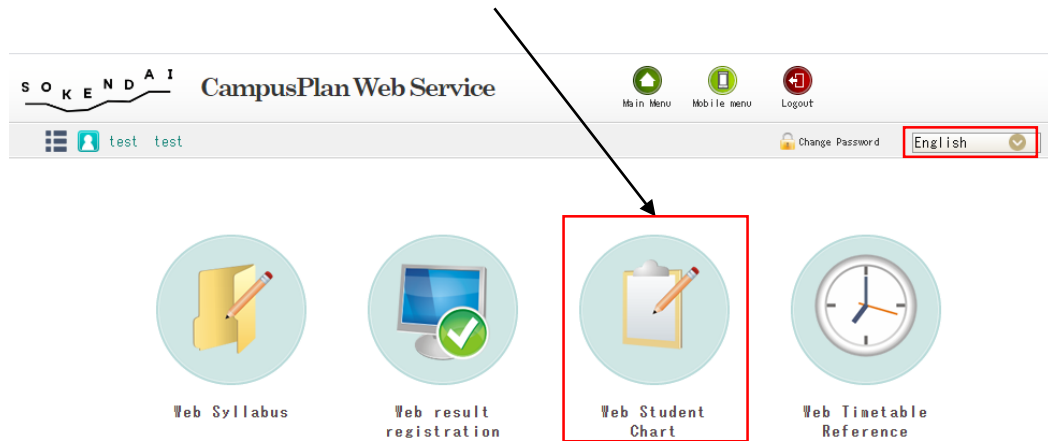 SOKENDAI CampusPlan Web Service
Main Menu Mobile menu Logout
test test Change Password English
Web Syllabus Web result Web Student Web Timetable
registration Chart Reference